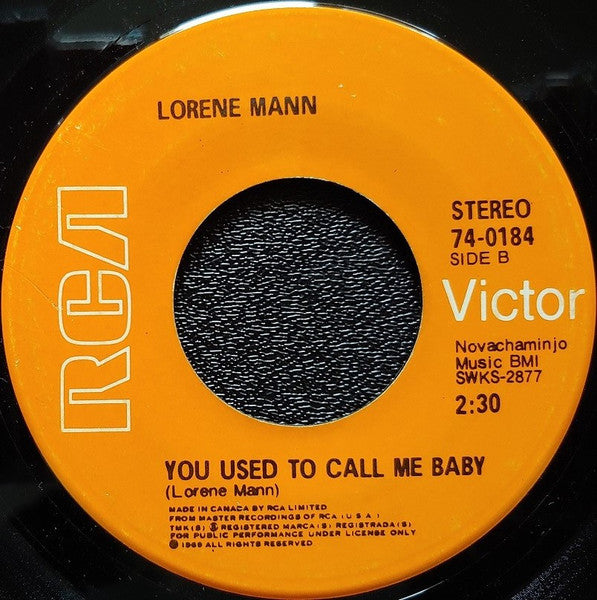 LORENE MANN
RCA
STEREO
74-0184
SIDE B
Victor
Novachaminjo
Music BMI
SWKS-2877
2:30
YOU USED TO CALL ME BABY
(Lorene Mann)
MADE IN CANADA BY RCA LIMITED
FROM MASTER RECORDINGS OF RCA (U S A )
TMK(S) ® REGISTERED MARCA(S) REGISTRADA(S)
FOR PUBLIC PERFORMANCE UNDER LICENSE ONLY
℗ 1969 ALL RIGHTS RESERVED